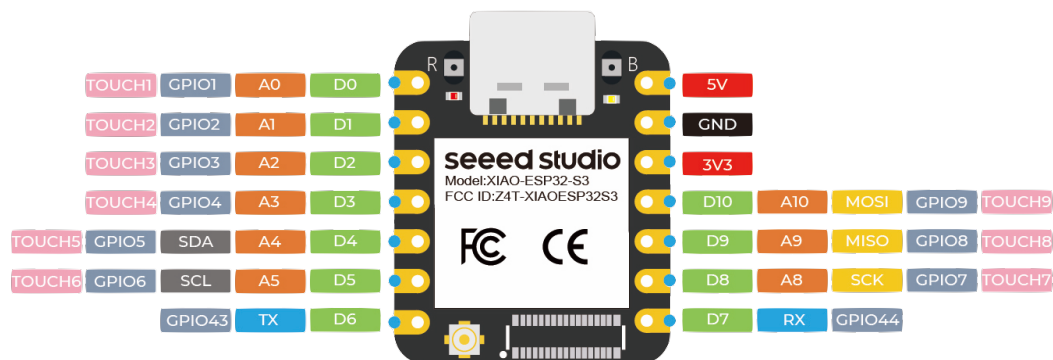 R B
TOUCH1 GPIO1 A0 D0 5V
TOUCH2 GPIO2 A1 D1 GND
TOUCH3 GPIO3 A2 D2 3V3
TOUCH4 GPIO4 A3 D3 D10 A10 MOSI GPIO9 TOUCH9
TOUCH5 GPIO5 SDA A4 D4 D9 A9 MISO GPIO8 TOUCH8
TOUCH6 GPIO6 SCL A5 D5 D8 A8 SCK GPIO7 TOUCH7
GPIO43 TX D6 D7 RX GPIO44
seeed studio
Model:XIAO-ESP32-S3
FCC ID:Z4T-XIAOESP32S3
FC CE